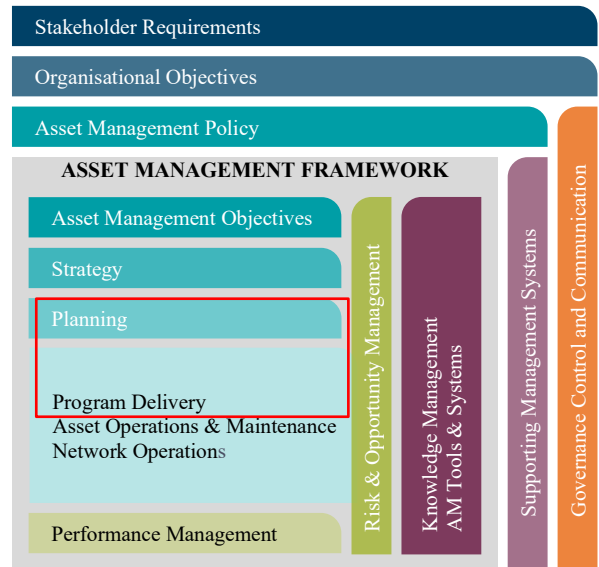 Stakeholder Requirements
Organisational Objectives
Asset Management Policy
ASSET MANAGEMENT FRAMEWORK
Asset Management Objectives
Strategy
Planning
Program Delivery
Asset Operations & Maintenance
Network Operations
Performance Management
Risk & Opportunity Management
Knowledge Management
AM Tools & Systems
Supporting Management Systems
Governance Control and Communication